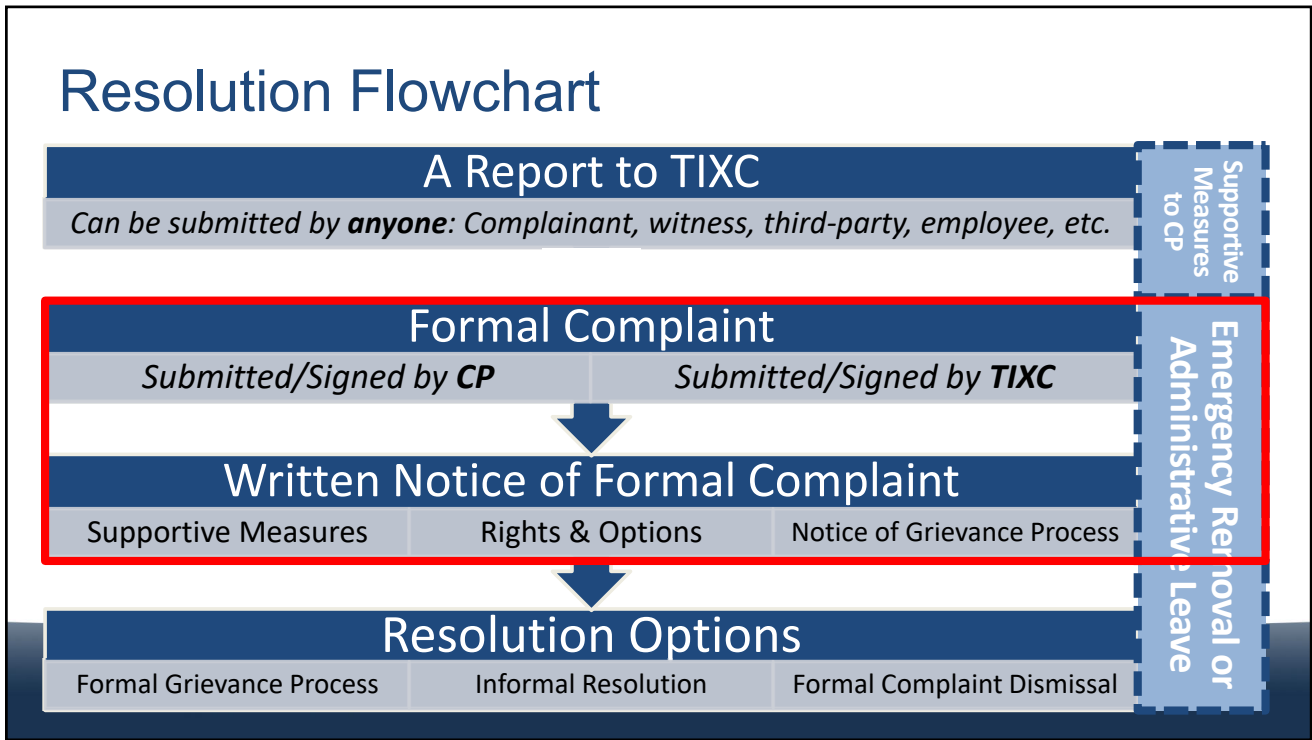 Resolution Flowchart
A Report to TIXC
Can be submitted by anyone: Complainant, witness, third-party, employee, etc.
Supportive
Measures
to CP
Formal Complaint
Submitted/Signed by CP
Submitted/Signed by TIXC
Written Notice of Formal Complaint
Supportive Measures
Rights & Options
Notice of Grievance Process
Resolution Options
Formal Grievance Process
Informal Resolution
Formal Complaint Dismissal
Emergency Removal or
Administrative Leave